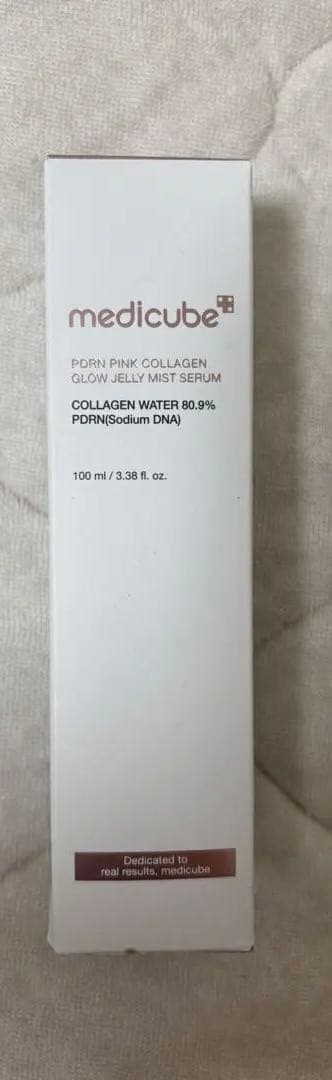 medicube
PDRN PINK COLLAGEN
GLOW JELLY MIST SERUM
COLLAGEN WATER 80.9%
PDRN(Sodium DNA)
100 ml / 3.38 fl. oz.
Dedicated to
real results, medicube